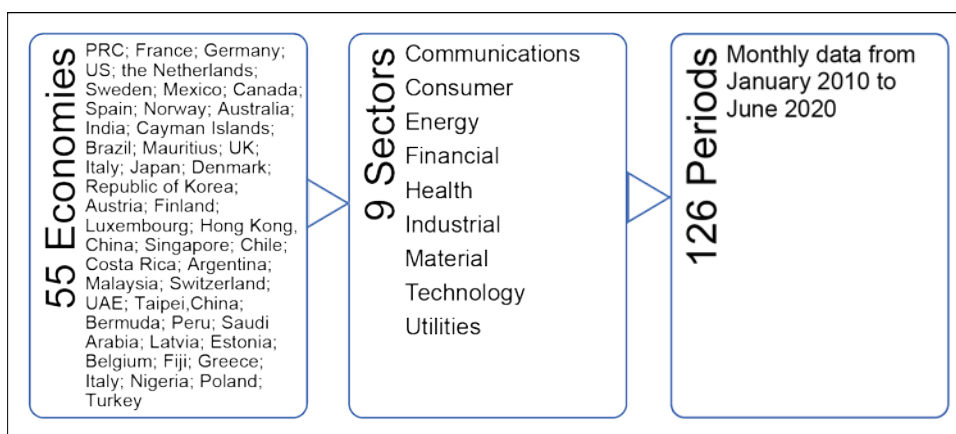 55 Economies
PRC; France; Germany;
US; the Netherlands;
Sweden; Mexico; Canada;
Spain; Norway; Australia;
India; Cayman Islands;
Brazil; Mauritius; UK;
Italy; Japan; Denmark;
Republic of Korea;
Austria; Finland;
Luxembourg; Hong Kong,
China; Singapore; Chile;
Costa Rica; Argentina;
Malaysia; Switzerland;
UAE; Taipei,China;
Bermuda; Peru; Saudi
Arabia; Latvia; Estonia;
Belgium; Fiji; Greece;
Italy; Nigeria; Poland;
Turkey
9 Sectors
Communications
Consumer
Energy
Financial
Health
Industrial
Material
Technology
Utilities
126 Periods
Monthly data from
January 2010 to
June 2020